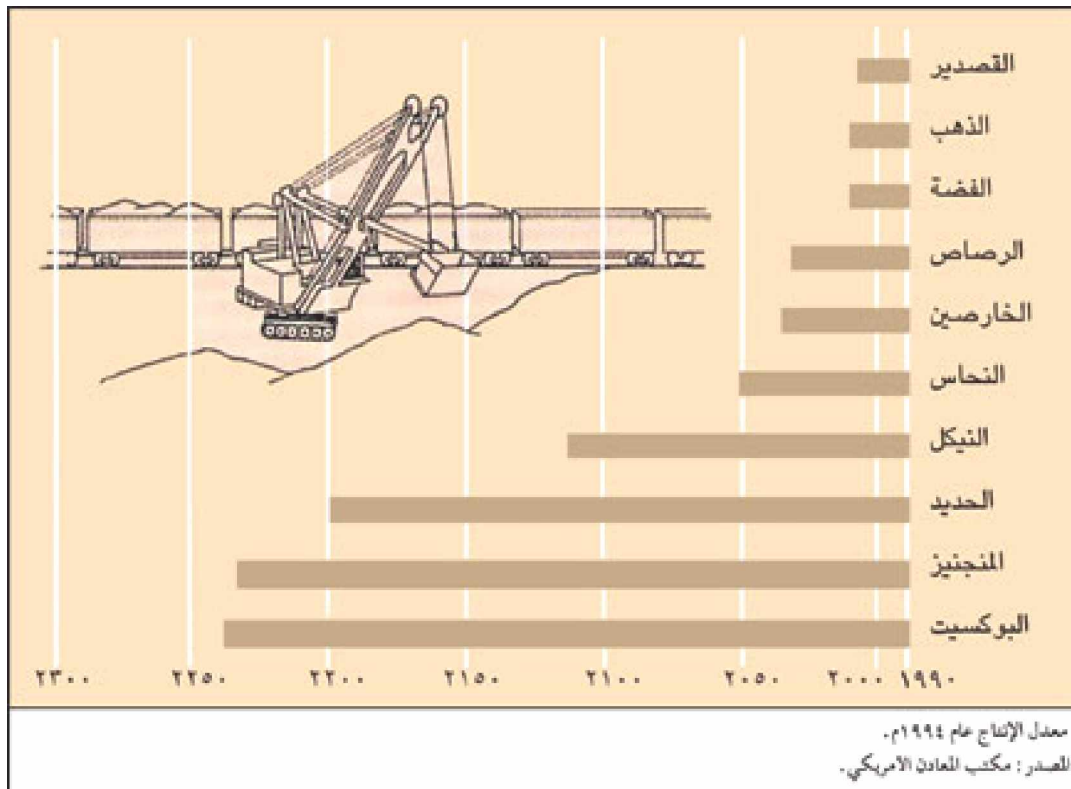 القصدير
الذهب
الفضة
الرصاص
الخارصين
النحاس
النيكل
الحديد
المنجنيز
البوكسيت
١٩٩٠ ٢٠٠٠ ٢٠٥٠ ٢١٠٠ ٢١٥٠ ٢٢٠٠ ٢٢٥٠ ٢٣٠٠
معدل الإنتاج عام ١٩٩٤م.
المصدر : مكتب المعادن الأمريكي.